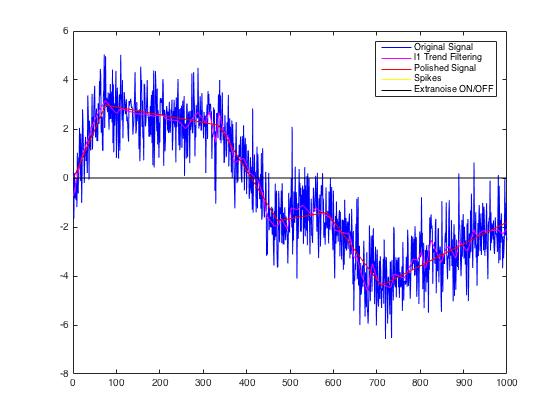 6
4
2
0
-2
-4
-6
-8
0 100 200 300 400 500 600 700 800 900 1000
Original Signal
l1 Trend Filtering
Polished Signal
Spikes
Extranoise ON/OFF